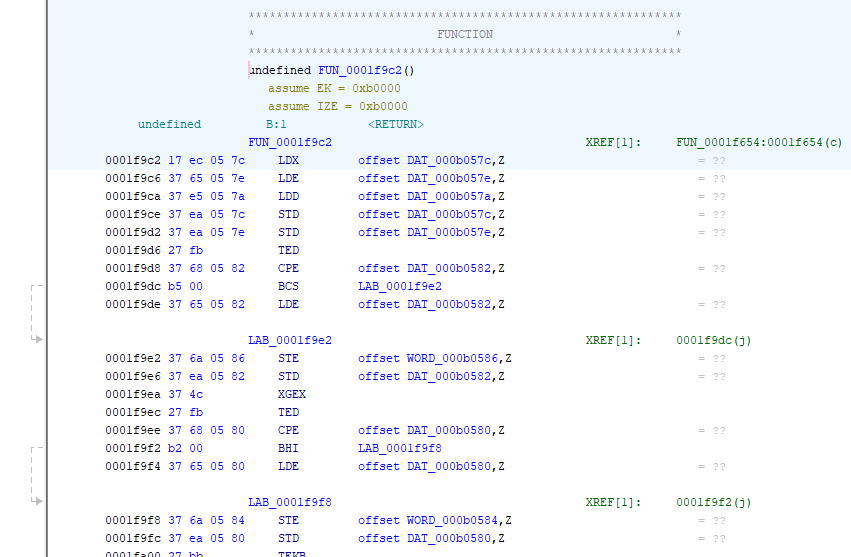 **************************************************************
*                          FUNCTION                          *
**************************************************************
undefined FUN_0001f9c2()
assume EK = 0xb0000
assume IZE = 0xb0000
undefined B:1 <RETURN>
FUN_0001f9c2 XREF[1]: FUN_0001f654:0001f654(c)
0001f9c2 17 ec 05 7c LDX offset DAT_000b057c,Z = ??
0001f9c6 37 65 05 7e LDE offset DAT_000b057e,Z = ??
0001f9ca 37 e5 05 7a LDD offset DAT_000b057a,Z = ??
0001f9ce 37 ea 05 7c STD offset DAT_000b057c,Z = ??
0001f9d2 37 ea 05 7e STD offset DAT_000b057e,Z = ??
0001f9d6 27 fb TED
0001f9d8 37 68 05 82 CPE offset DAT_000b0582,Z = ??
0001f9dc b5 00 BCS LAB_0001f9e2
0001f9de 37 65 05 82 LDE offset DAT_000b0582,Z = ??
LAB_0001f9e2 XREF[1]: 0001f9dc(j)
0001f9e2 37 6a 05 86 STE offset WORD_000b0586,Z = ??
0001f9e6 37 ea 05 82 STD offset DAT_000b0582,Z = ??
0001f9ea 37 4c XGEX
0001f9ec 27 fb TED
0001f9ee 37 68 05 80 CPE offset DAT_000b0580,Z = ??
0001f9f2 b2 00 BHI LAB_0001f9f8
0001f9f4 37 65 05 80 LDE offset DAT_000b0580,Z = ??
LAB_0001f9f8 XREF[1]: 0001f9f2(j)
0001f9f8 37 6a 05 84 STE offset WORD_000b0584,Z = ??
0001f9fc 37 ea 05 80 STD offset DAT_000b0580,Z = ??
0001fa00 27 bb TEKB